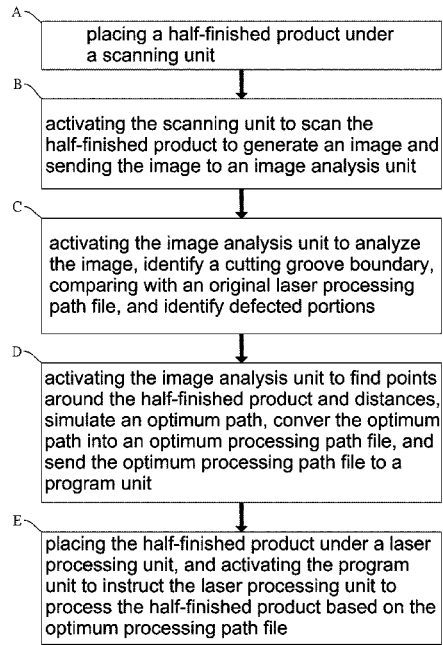 A
placing a half-finished product under
a scanning unit
B
activating the scanning unit to scan the
half-finished product to generate an image and
sending the image to an image analysis unit
C
activating the image analysis unit to analyze
the image, identify a cutting groove boundary,
comparing with an original laser processing
path file, and identify defected portions
D
activating the image analysis unit to find points
around the half-finished product and distances,
simulate an optimum path, conver the optimum
path into an optimum processing path file, and
send the optimum processing path file to a
program unit
E
placing the half-finished product under a laser
processing unit, and activating the program
unit to instruct the laser processing unit to
process the half-finished product based on the
optimum processing path file